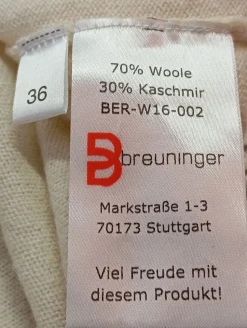 36
70% Woole
30% Kaschmir
BER-W16-002
B breuninger
Markstraße 1-3
70173 Stuttgart
Viel Freude mit
diesem Produkt!